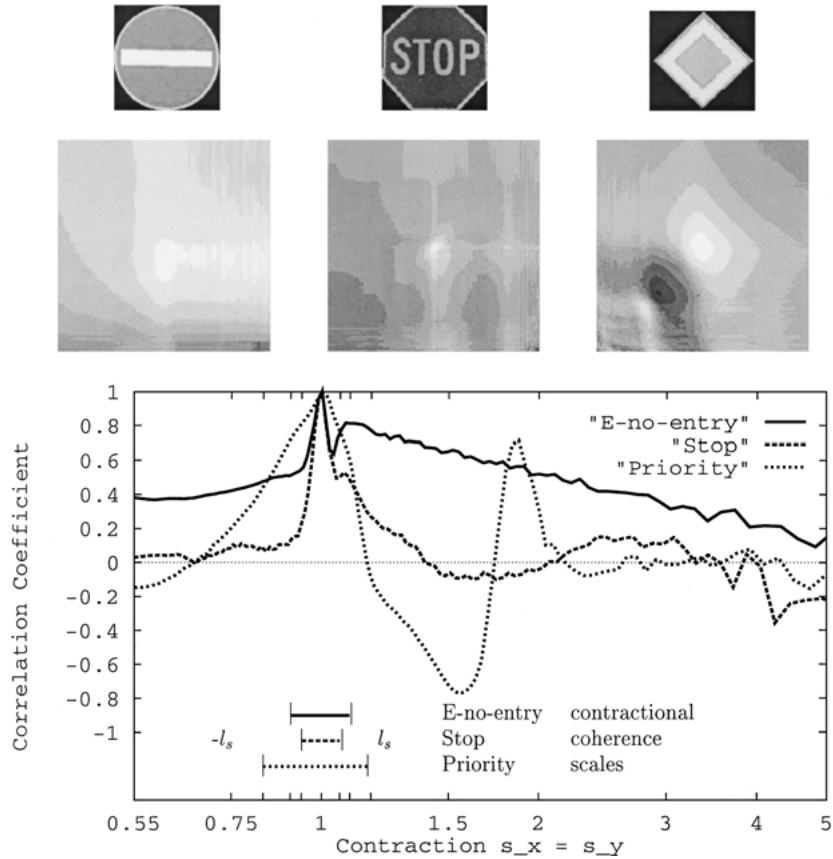 STOP
Correlation Coefficient
1
0.8
0.6
0.4
0.2
0
-0.2
-0.4
-0.6
-0.8
-1
"E-no-entry"
"Stop"
"Priority"
E-no-entry contractional
-l_s l_s Stop coherence
Priority scales
0.55 0.75 1 1.5 2 3 4 5
Contraction s_x = s_y